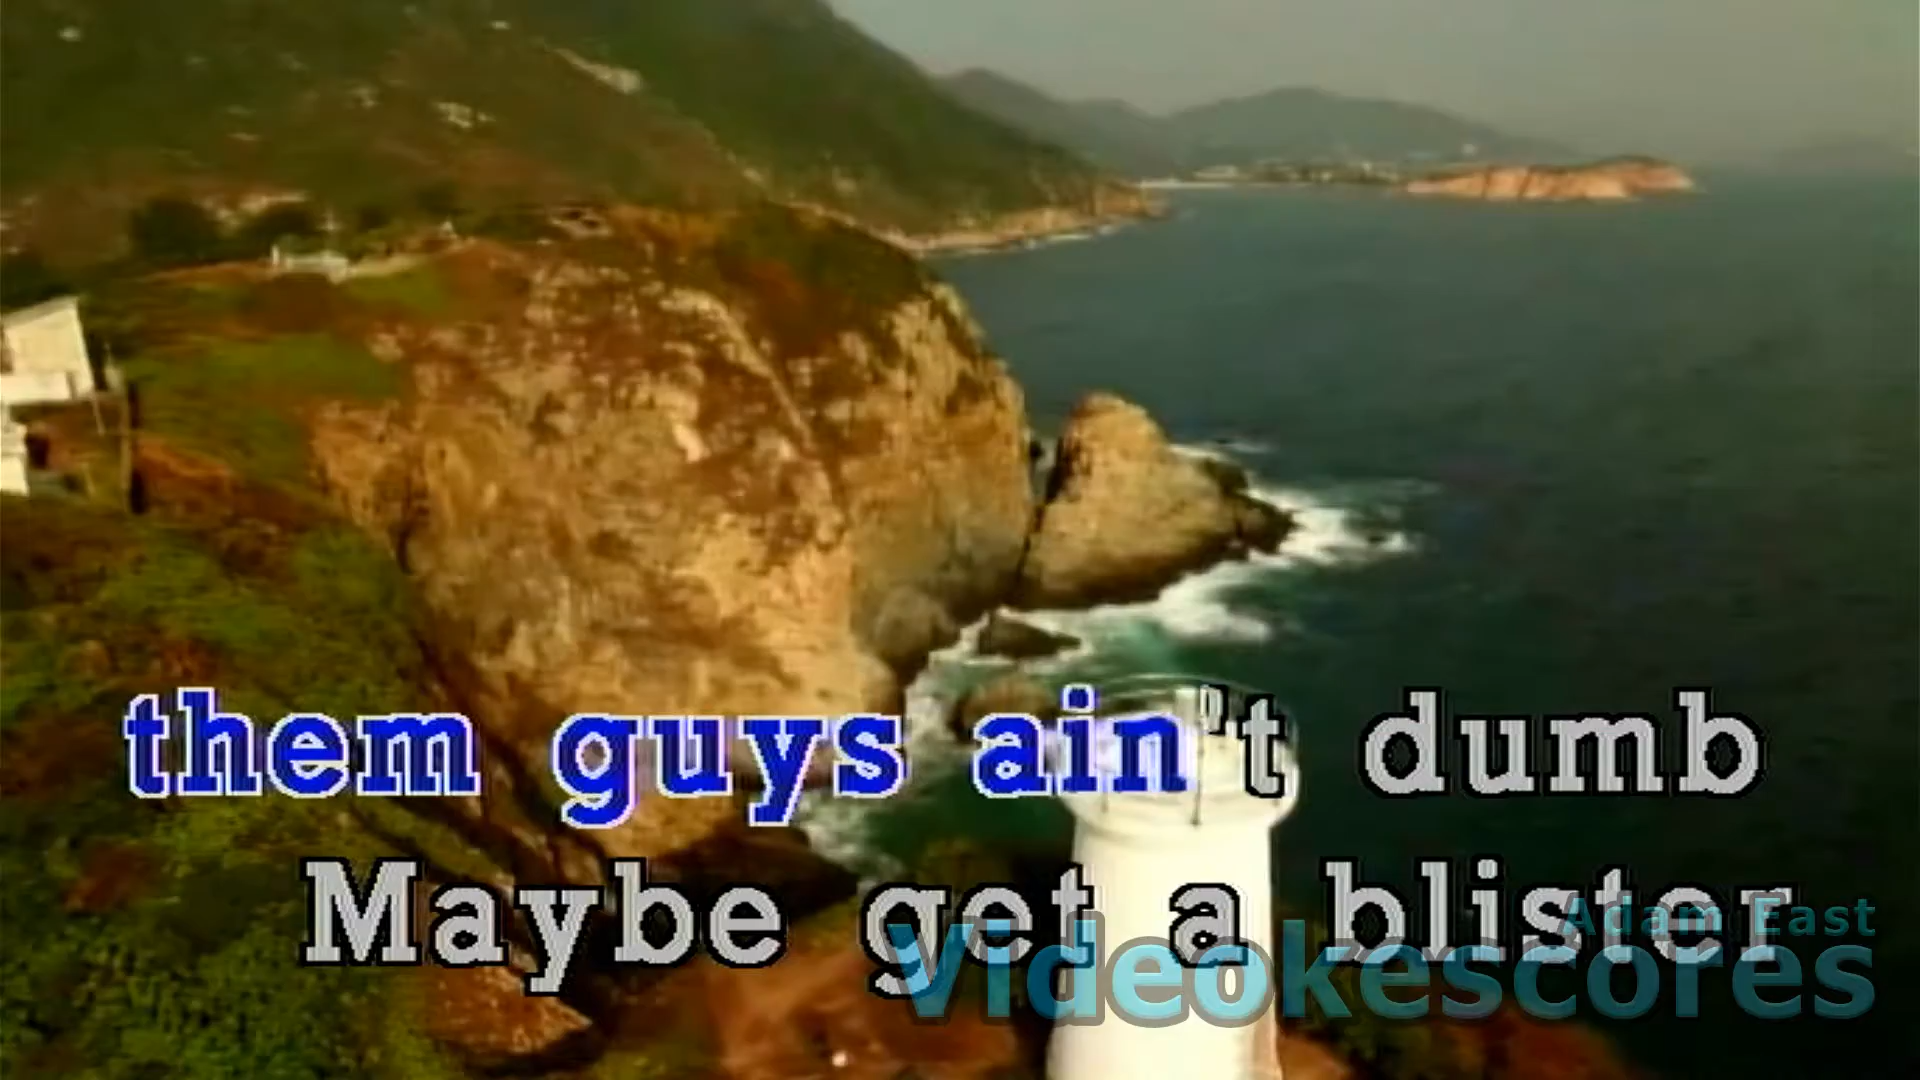 them guys ain't dumb
Maybe get a blister
Adam East
Videokescores